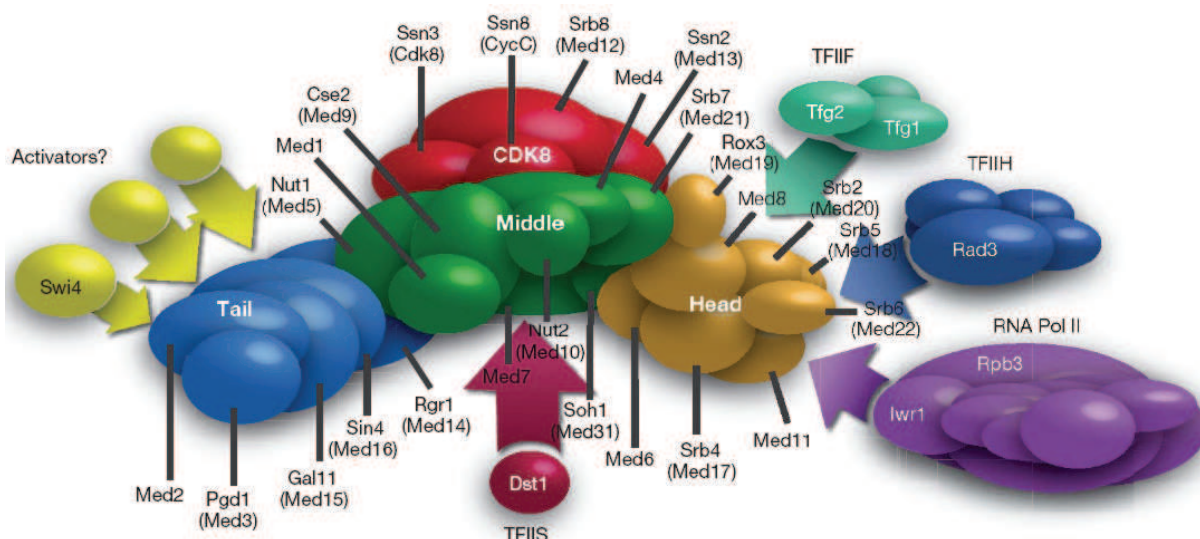 Ssn3
(Cdk8)
Ssn8
(CycC)
Srb8
(Med12)
Ssn2
(Med13)
TFIIF
Cse2
(Med9)
Med4
Srb7
(Med21)
Tfg2
Tfg1
Activators?
Med1
CDK8
Rox3
(Med19)
TFIIH
Nut1
(Med5)
Med8
Srb2
(Med20)
Middle
Srb5
(Med18)
Rad3
Swi4
Tail
Head
Srb6
(Med22)
RNA Pol II
Nut2
(Med10)
Rpb3
Med7
Iwr1
Rgr1
(Med14)
Soh1
(Med31)
Sin4
(Med16)
Med6
Srb4
(Med17)
Med11
Gal11
(Med15)
Med2
Pgd1
(Med3)
Dst1
TFIIS